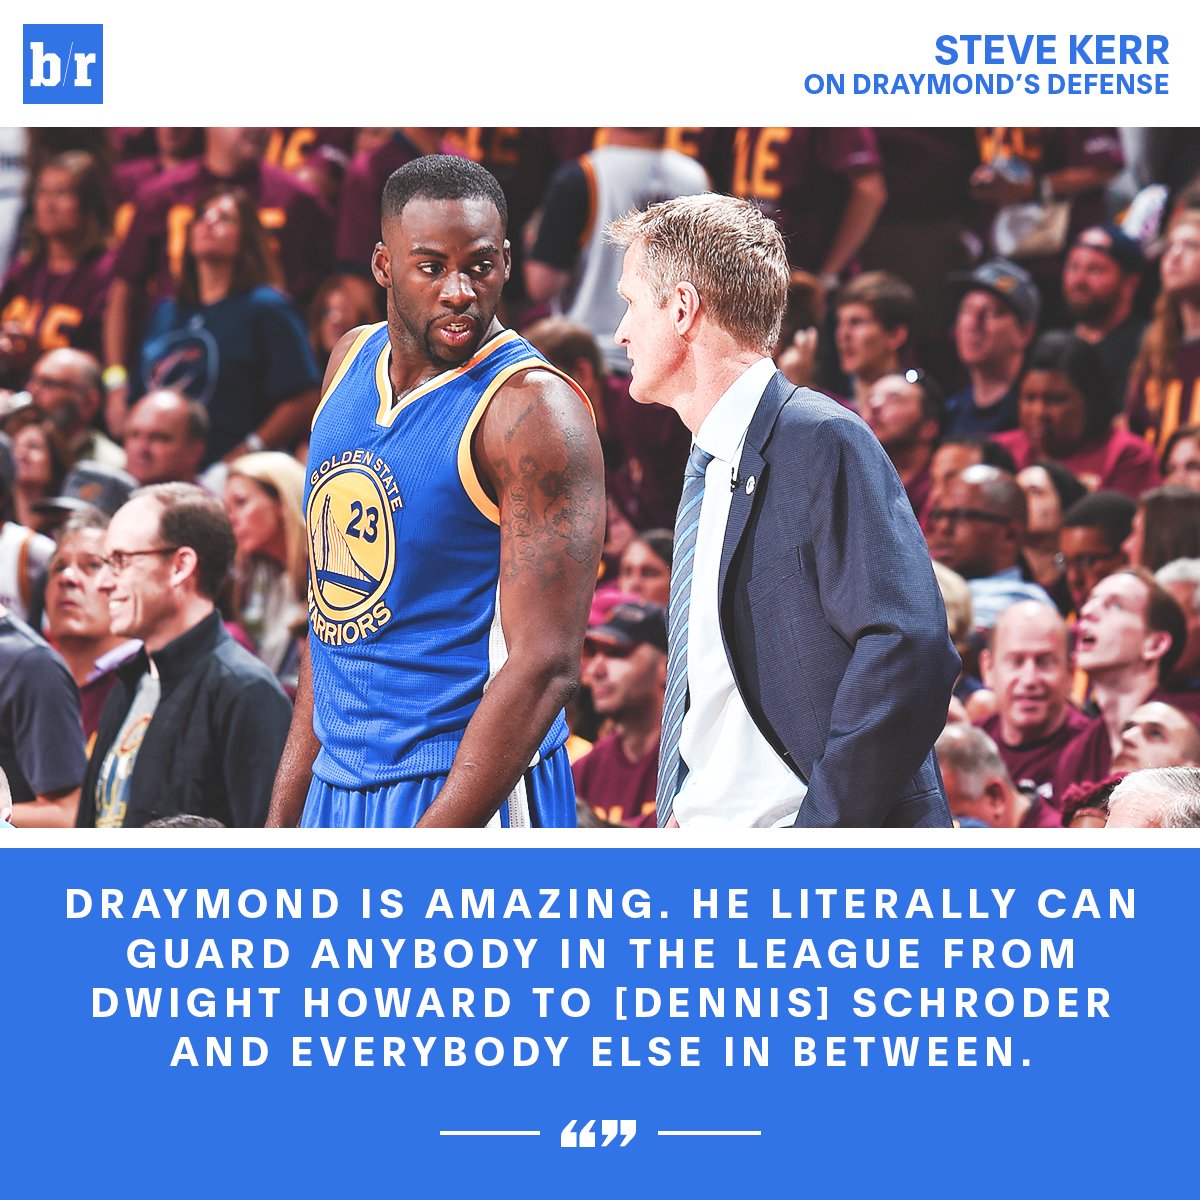 b/r
STEVE KERR
ON DRAYMOND'S DEFENSE
GOLDEN STATE
23
WARRIORS
DRAYMOND IS AMAZING. HE LITERALLY CAN
GUARD ANYBODY IN THE LEAGUE FROM
DWIGHT HOWARD TO [DENNIS] SCHRODER
AND EVERYBODY ELSE IN BETWEEN.